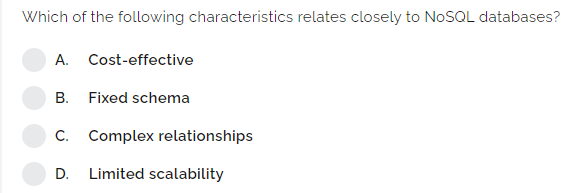 Which of the following characteristics relates closely to NoSQL databases?
A. Cost-effective
B. Fixed schema
C. Complex relationships
D. Limited scalability